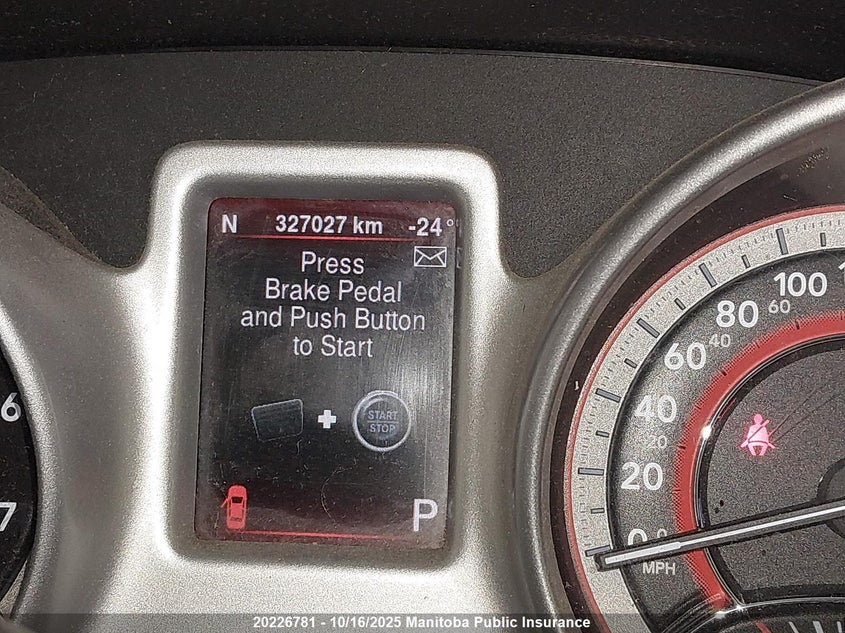 N 327027 km -24°
Press
Brake Pedal
and Push Button
to Start
START
STOP
P
6
7
100
80
60
60
40
40
20
20
0
0
MPH
20226781 - 10/16/2025 Manitoba Public Insurance